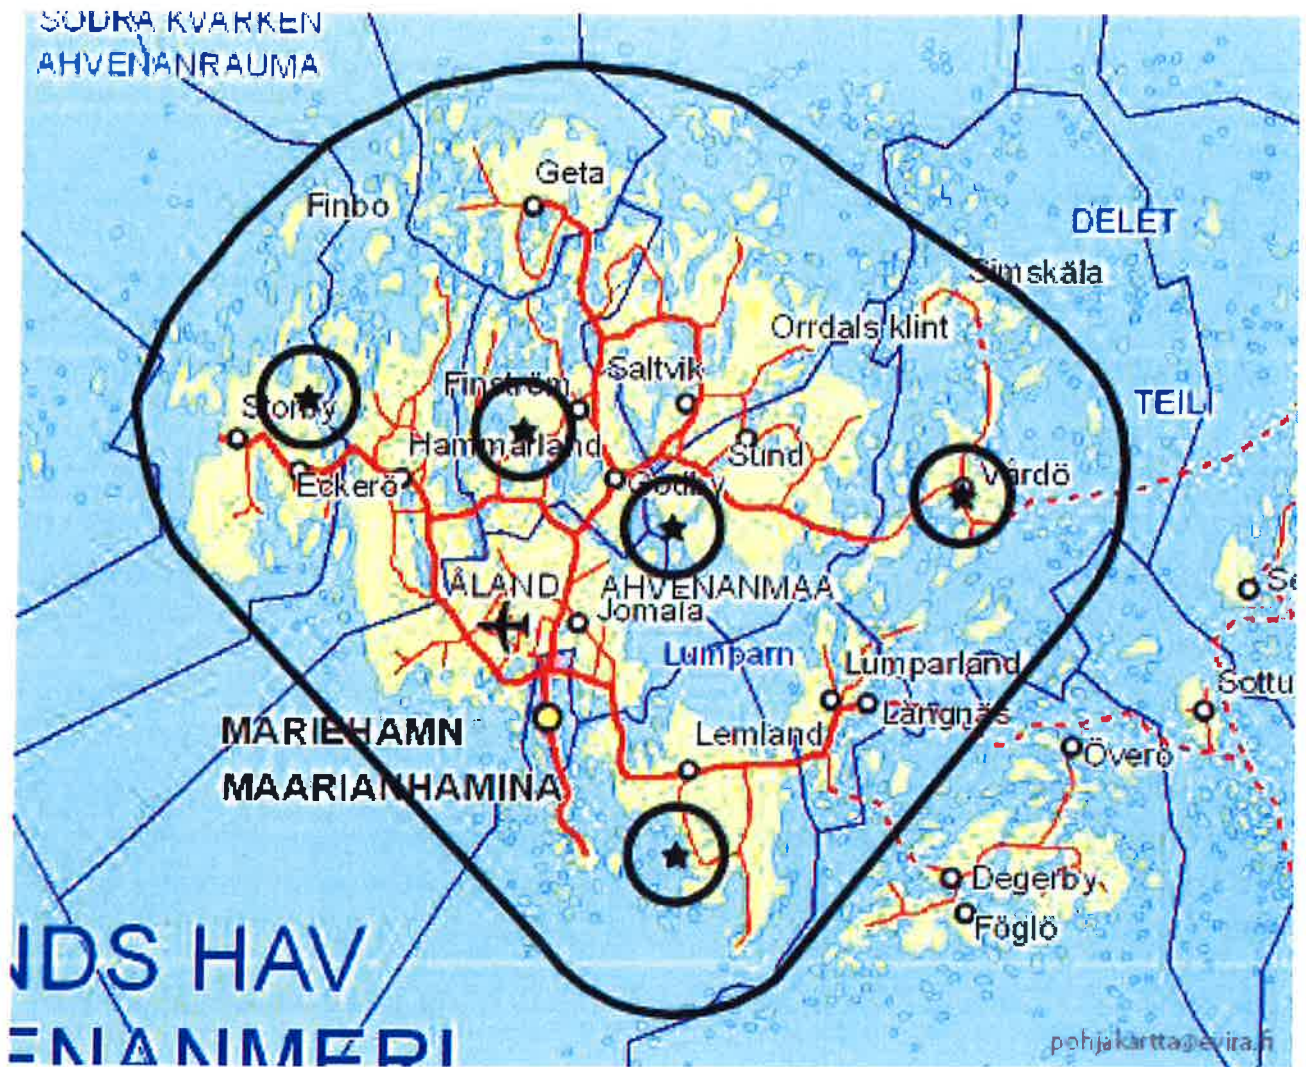 SÖDRA KVARKEN
AHVENANRAUMA
Geta
Finbo
DELET
Simskäla
Orrdals klint
Saltvik
Finström
TEILI
Storby
Hammarland
Sund
Eckerö
Godby
Vårdö
ÅLAND
AHVENANMAA
Jomala
Lumparn
Lumparland
Sottu
Långnäs
MARIEHAMN
Lemland
Överö
MAARIANHAMINA
Degerby
Föglö
NDS HAV
ENANMERI
pohjakartta@evira.fi